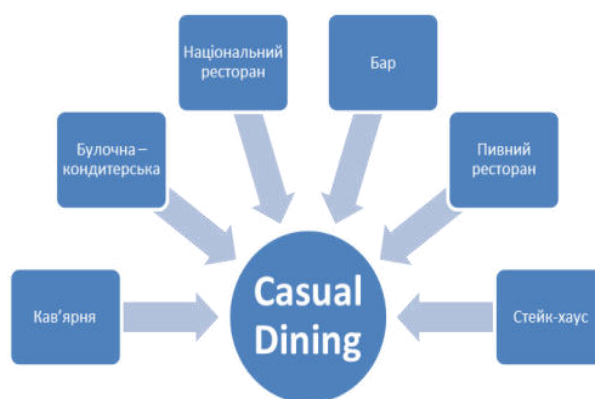 Національний
ресторан
Бар
Булочна –
кондитерська
Пивний
ресторан
Кав’ярня
Casual
Dining
Стейк-хаус